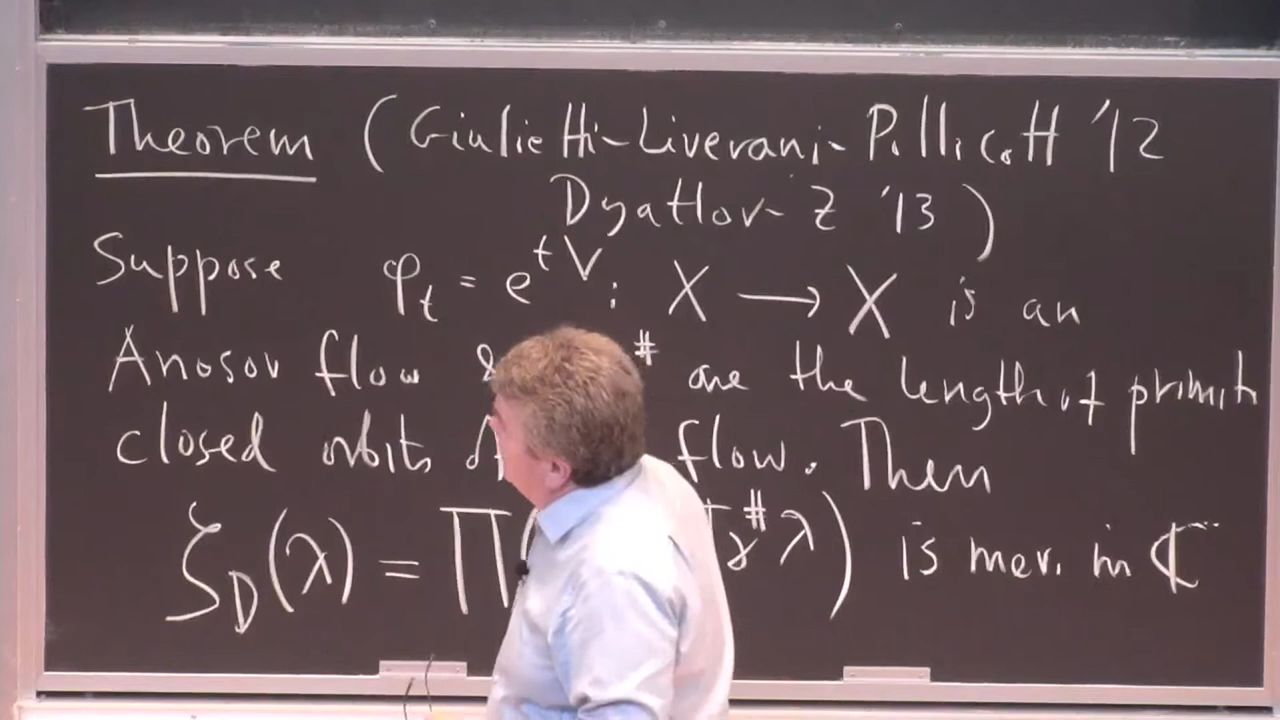 Theorem (Giulietti-Liverani-Pollicott '12
Dyatlov-Z '13)
Suppose φ_t = e^{tV} : X → X is an
Anosov flow & # are the length of primiti
closed orbits flow. Then
ζ_D(λ) = ∏( γ^# λ) is mer. in ℂ